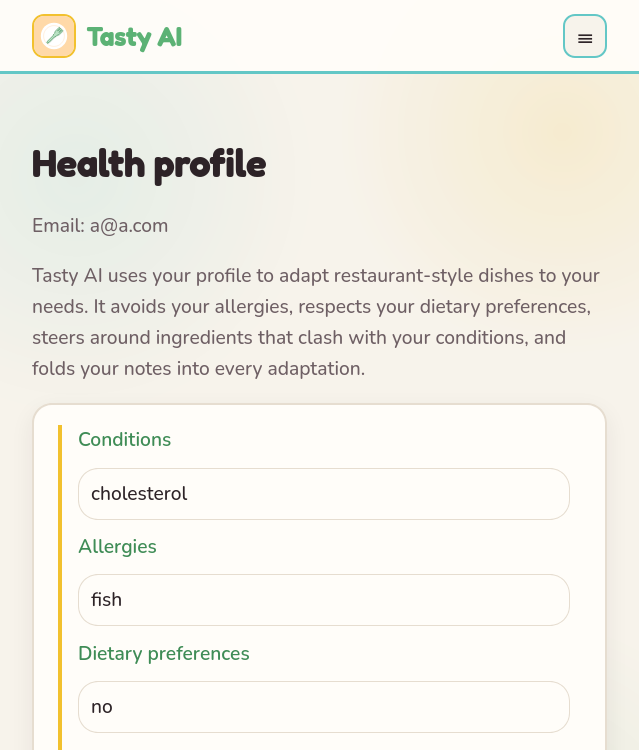 Tasty AI
Health profile
Email: a@a.com
Tasty AI uses your profile to adapt restaurant-style dishes to your
needs. It avoids your allergies, respects your dietary preferences,
steers around ingredients that clash with your conditions, and
folds your notes into every adaptation.
Conditions
cholesterol
Allergies
fish
Dietary preferences
no